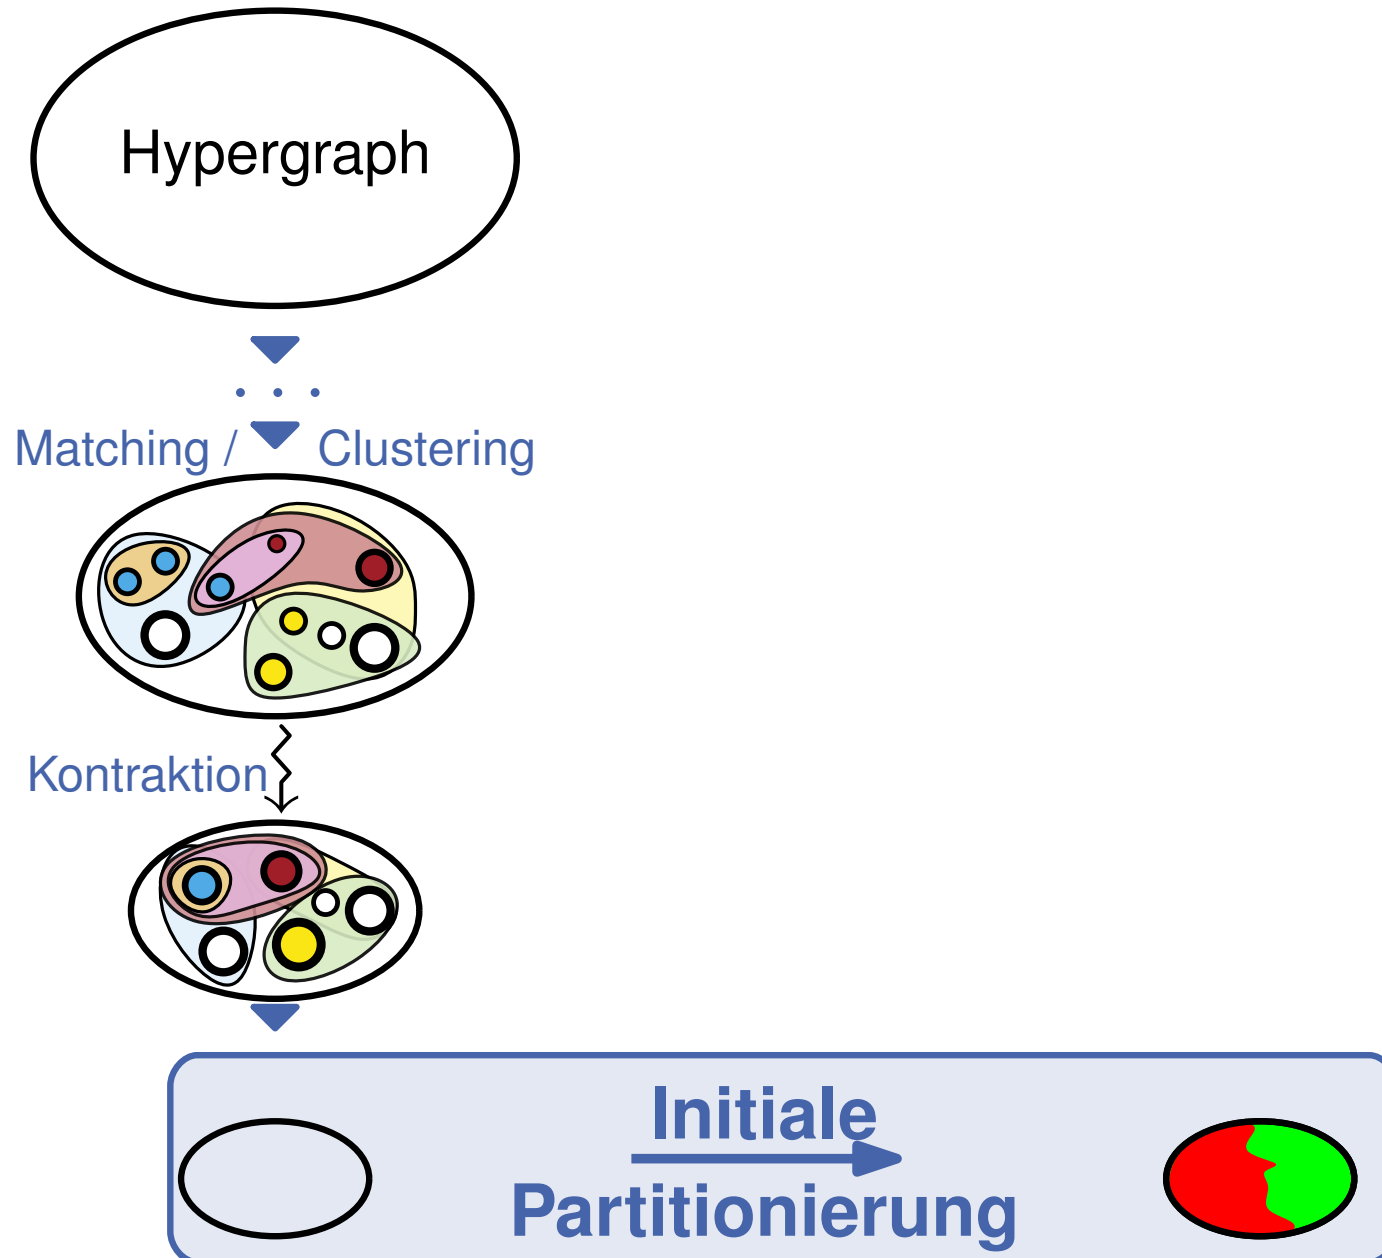 Hypergraph
. . .
Matching / Clustering
Kontraktion
Initiale
Partitionierung